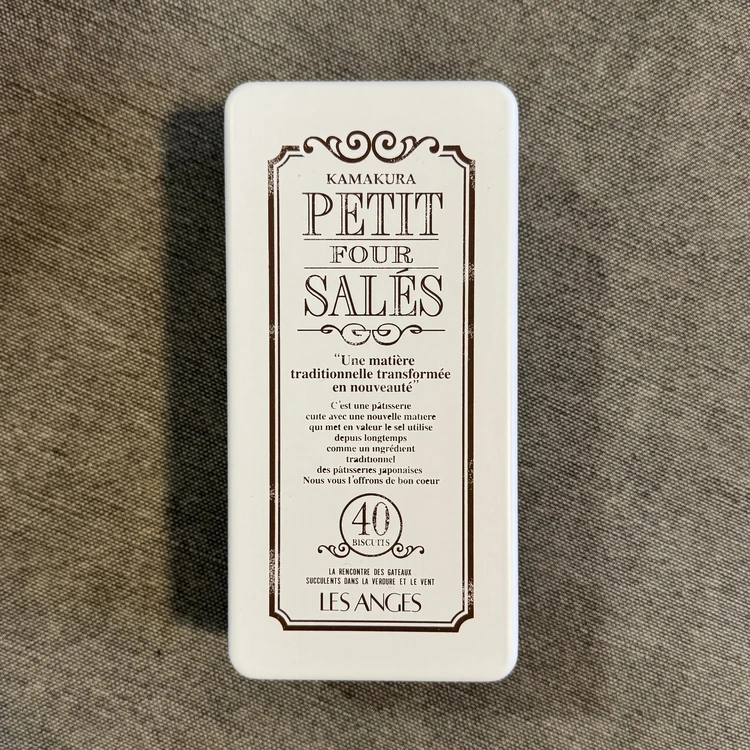 KAMAKURA
PETIT
FOUR
SALÉS
"Une matière
traditionnelle transformée
en nouveauté"
C'est une pâtisserie
cuite avec une nouvelle matiere
qui met en valeur le sel utilise
depuis longtemps
comme un ingrédient
traditionnel
des pâtisseries japonaises
Nous vous l'offrons de bon coeur
40
BISCUITS
LA RENCONTRE DES GATEAUX
SUCCULENTS DANS LA VERDURE ET LE VENT
LES ANGES